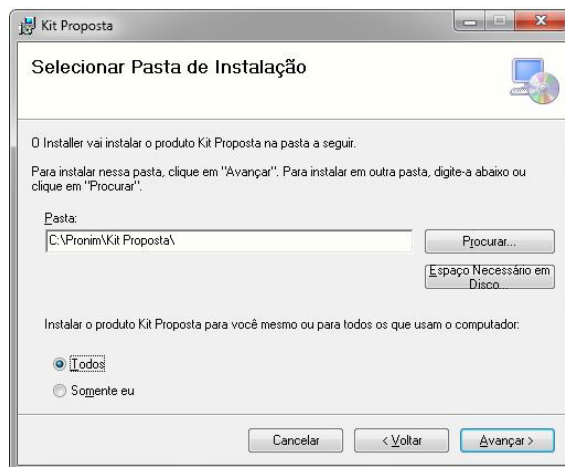 Kit Proposta
Selecionar Pasta de Instalação
O Installer vai instalar o produto Kit Proposta na pasta a seguir.
Para instalar nessa pasta, clique em "Avançar". Para instalar em outra pasta, digite-a abaixo ou
clique em "Procurar".
Pasta:
C:\Pronim\Kit Proposta\
Procurar...
Espaço Necessário em
Disco...
Instalar o produto Kit Proposta para você mesmo ou para todos os que usam o computador:
Todos
Somente eu
Cancelar
< Voltar
Avançar >